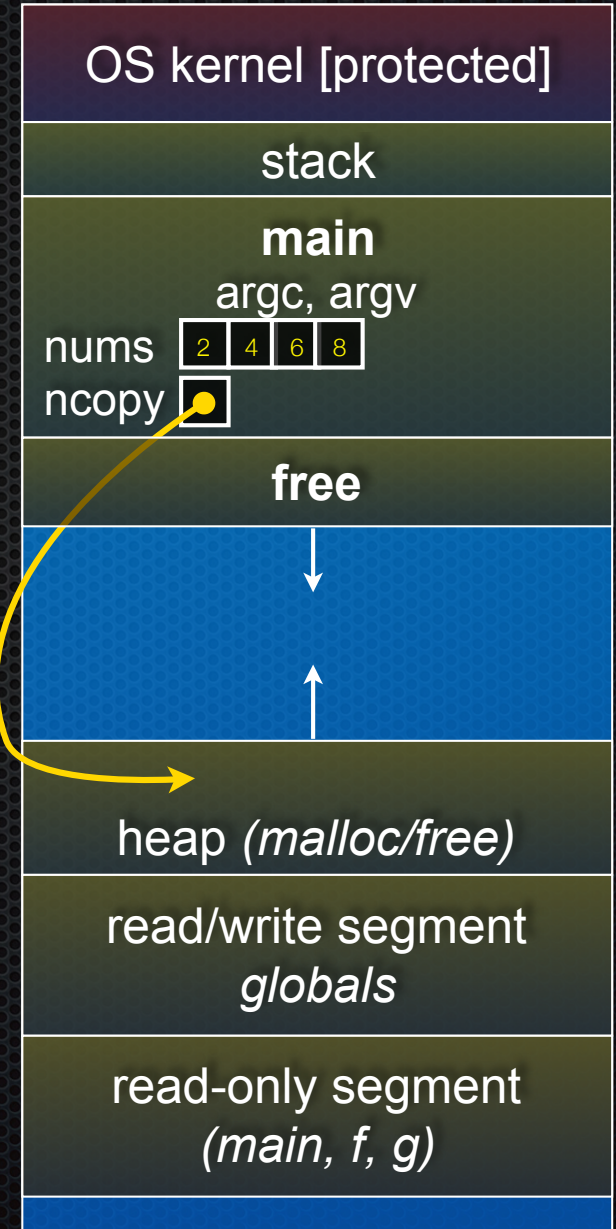 OS kernel [protected]
stack
main
argc, argv
nums 2 4 6 8
ncopy
free
heap (malloc/free)
read/write segment
globals
read-only segment
(main, f, g)